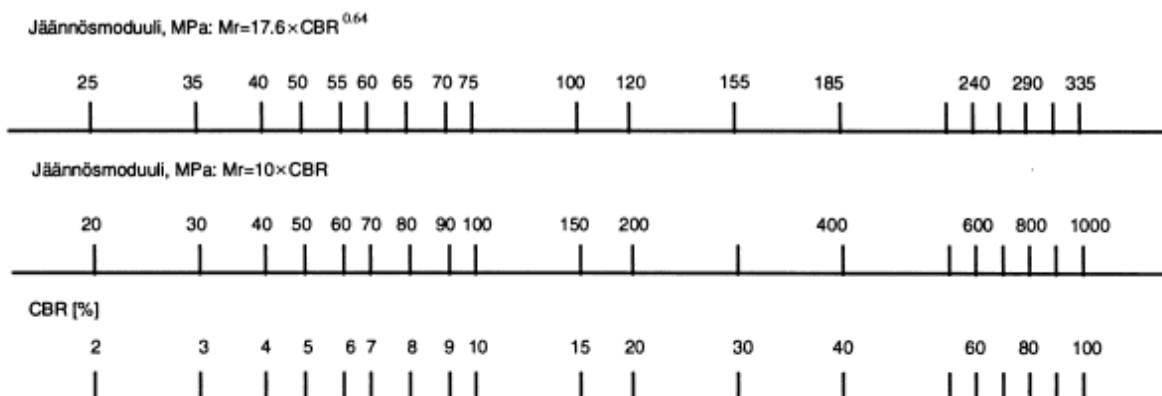 Jäännösmoduuli, MPa: Mr=17.6×CBR^0.64
25 35 40 50 55 60 65 70 75 100 120 155 185 240 290 335
Jäännösmoduuli, MPa: Mr=10×CBR
20 30 40 50 60 70 80 90 100 150 200 400 600 800 1000
CBR [%]
2 3 4 5 6 7 8 9 10 15 20 30 40 60 80 100